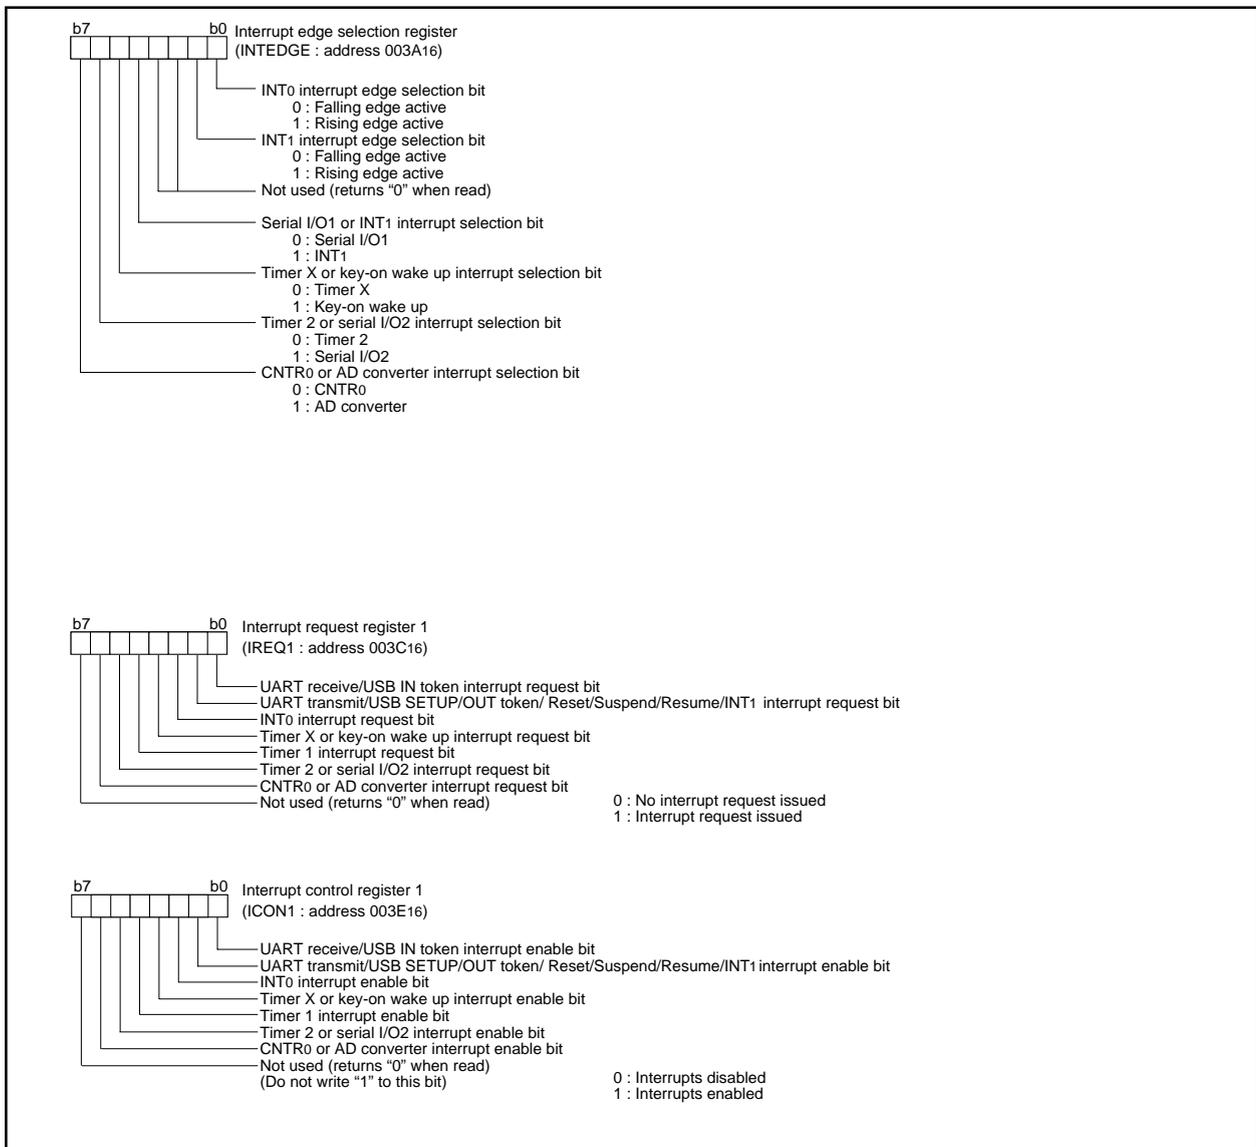 b7 b0 Interrupt edge selection register
(INTEDGE : address 003A16)
INT0 interrupt edge selection bit
0 : Falling edge active
1 : Rising edge active
INT1 interrupt edge selection bit
0 : Falling edge active
1 : Rising edge active
Not used (returns “0” when read)
Serial I/O1 or INT1 interrupt selection bit
0 : Serial I/O1
1 : INT1
Timer X or key-on wake up interrupt selection bit
0 : Timer X
1 : Key-on wake up
Timer 2 or serial I/O2 interrupt selection bit
0 : Timer 2
1 : Serial I/O2
CNTR0 or AD converter interrupt selection bit
0 : CNTR0
1 : AD converter
b7 b0 Interrupt request register 1
(IREQ1 : address 003C16)
UART receive/USB IN token interrupt request bit
UART transmit/USB SETUP/OUT token/ Reset/Suspend/Resume/INT1 interrupt request bit
INT0 interrupt request bit
Timer X or key-on wake up interrupt request bit
Timer 1 interrupt request bit
Timer 2 or serial I/O2 interrupt request bit
CNTR0 or AD converter interrupt request bit
Not used (returns “0” when read)
0 : No interrupt request issued
1 : Interrupt request issued
b7 b0 Interrupt control register 1
(ICON1 : address 003E16)
UART receive/USB IN token interrupt enable bit
UART transmit/USB SETUP/OUT token/ Reset/Suspend/Resume/INT1 interrupt enable bit
INT0 interrupt enable bit
Timer X or key-on wake up interrupt enable bit
Timer 1 interrupt enable bit
Timer 2 or serial I/O2 interrupt enable bit
CNTR0 or AD converter interrupt enable bit
Not used (returns “0” when read)
(Do not write “1” to this bit)
0 : Interrupts disabled
1 : Interrupts enabled